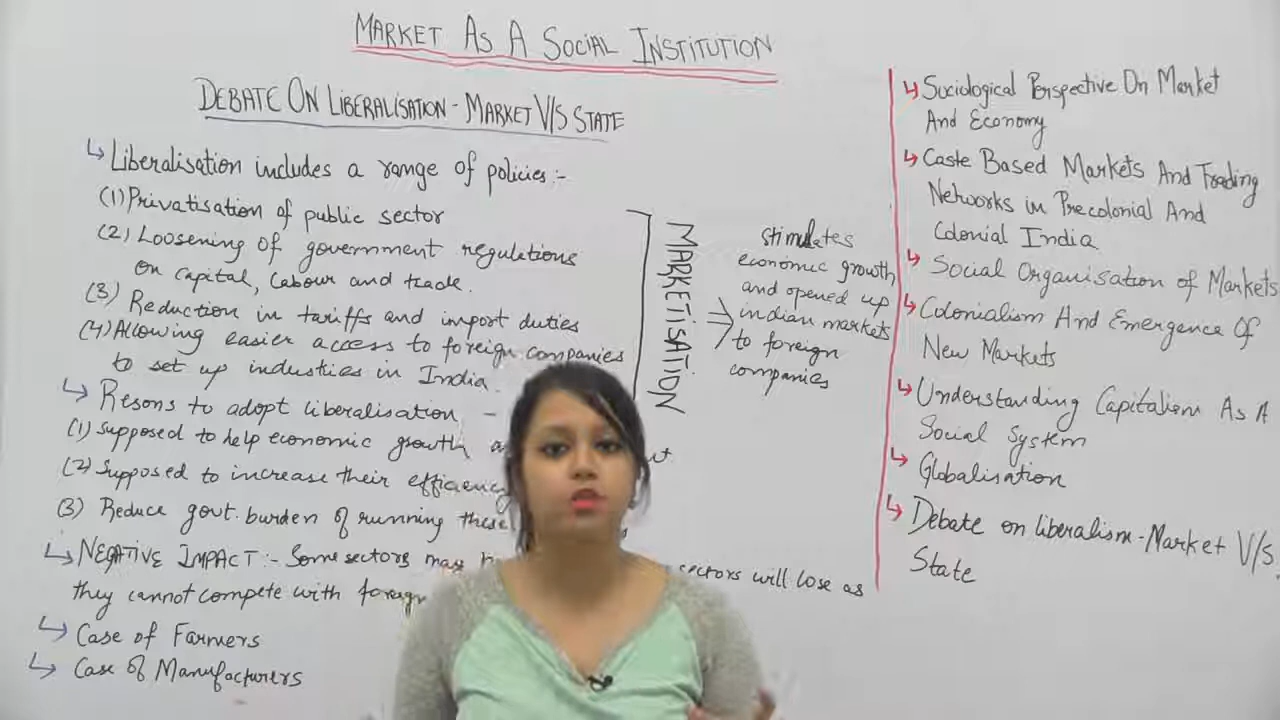 MARKET AS A SOCIAL INSTITUTION
DEBATE ON LIBERALISATION - MARKET V/S STATE
↳ Liberalisation includes a range of policies :-
(1) Privatisation of public sector
(2) Loosening of government regulations
on capital, labour and trade.
(3) Reduction in tariffs and import duties
(4) Allowing easier access to foreign companies
to set up industies in India.
MARKETISATION
⇒ stimulates
economic growth
and opened up
indian markets
to foreign
companies
↳ Resons to adopt liberalisation -
(1) Supposed to help economic growth
(2) Supposed to increase their efficiency
(3) Reduce govt. burden of running these
↳ NEGATIVE IMPACT :- Some sectors may sectors will lose as
they cannot compete with foreign
↳ Case of Farmers
↳ Case of Manufacturers
↳ Sociological Perspective On Market
And Economy
↳ Caste Based Markets And Trading
Networks in Precolonial And
Colonial India
↳ Social Organisation of Markets
↳ Colonialism And Emergence Of
New Markets
↳ Understanding Capitalism As A
Social System
↳ Globalisation
↳ Debate on liberalism - Market V/s.
State